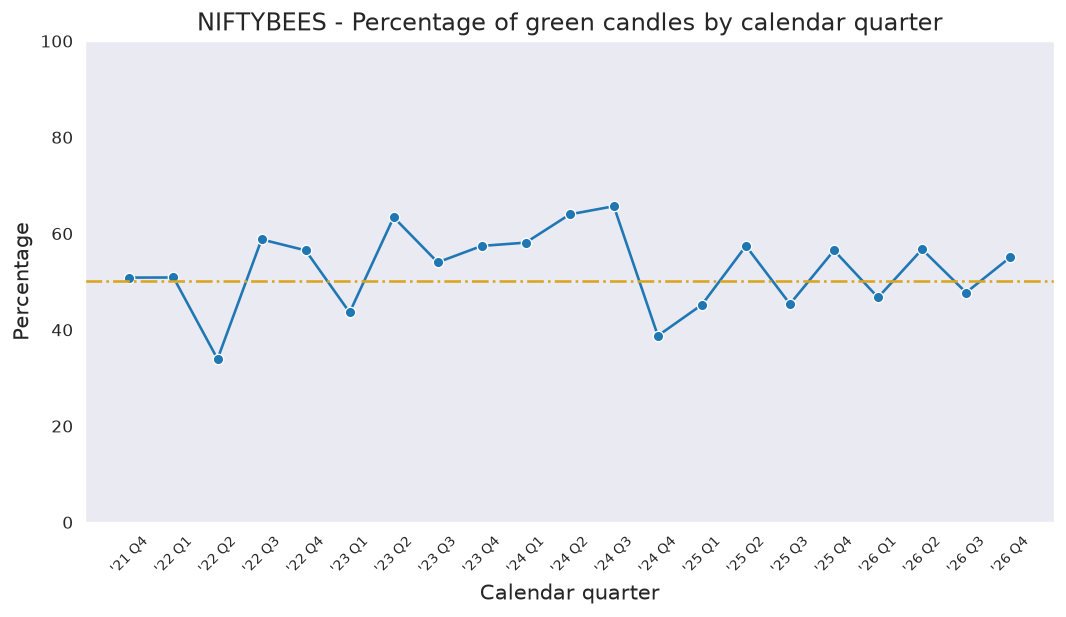 NIFTYBEES - Percentage of green candles by calendar quarter
Percentage
100
80
60
40
20
0
'21 Q4
'22 Q1
'22 Q2
'22 Q3
'22 Q4
'23 Q1
'23 Q2
'23 Q3
'23 Q4
'24 Q1
'24 Q2
'24 Q3
'24 Q4
'25 Q1
'25 Q2
'25 Q3
'25 Q4
'26 Q1
'26 Q2
'26 Q3
'26 Q4
Calendar quarter